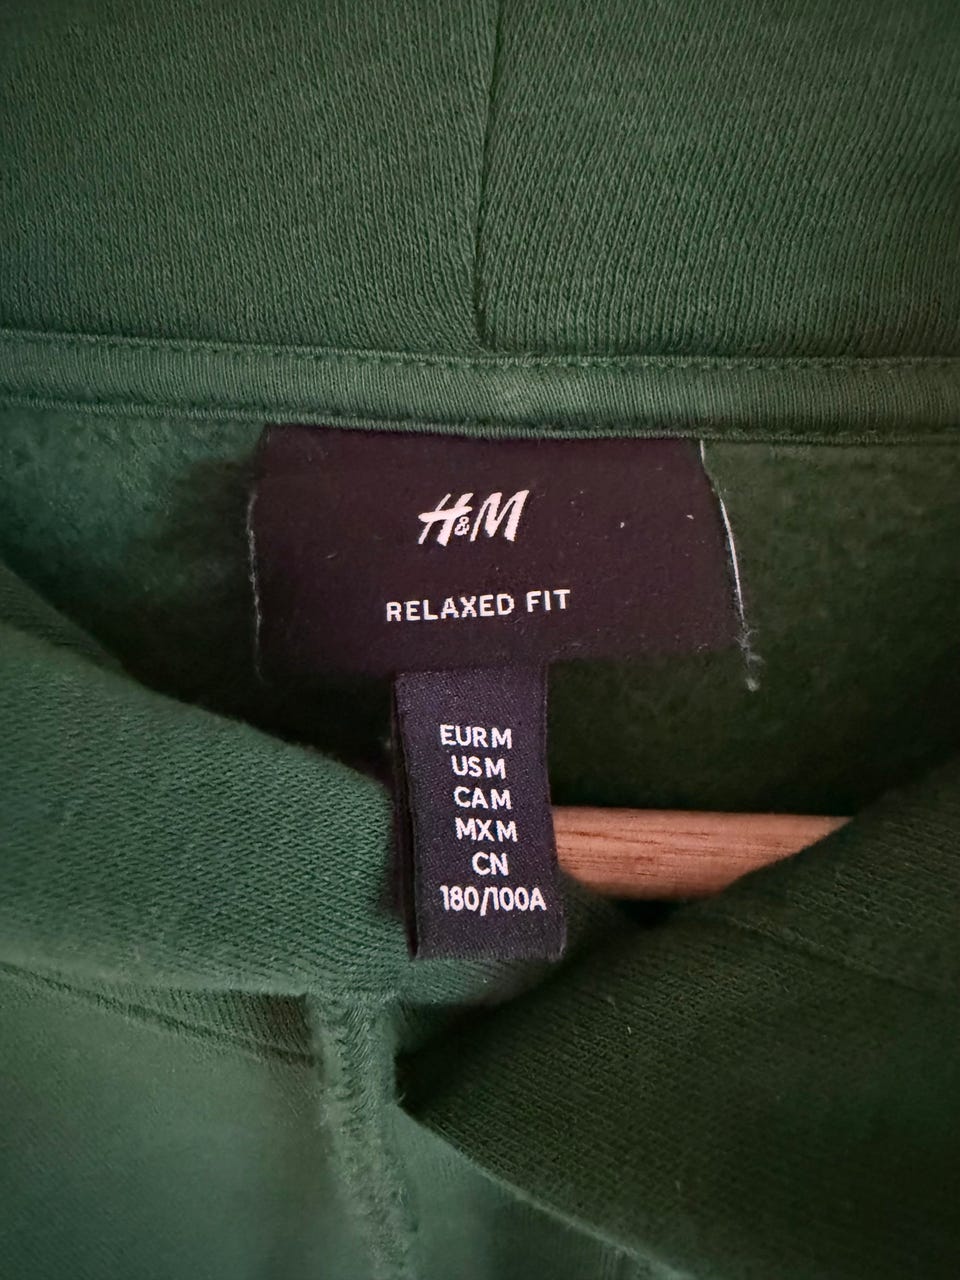 H&M
RELAXED FIT
EUR M
US M
CA M
MX M
CN
180/100A